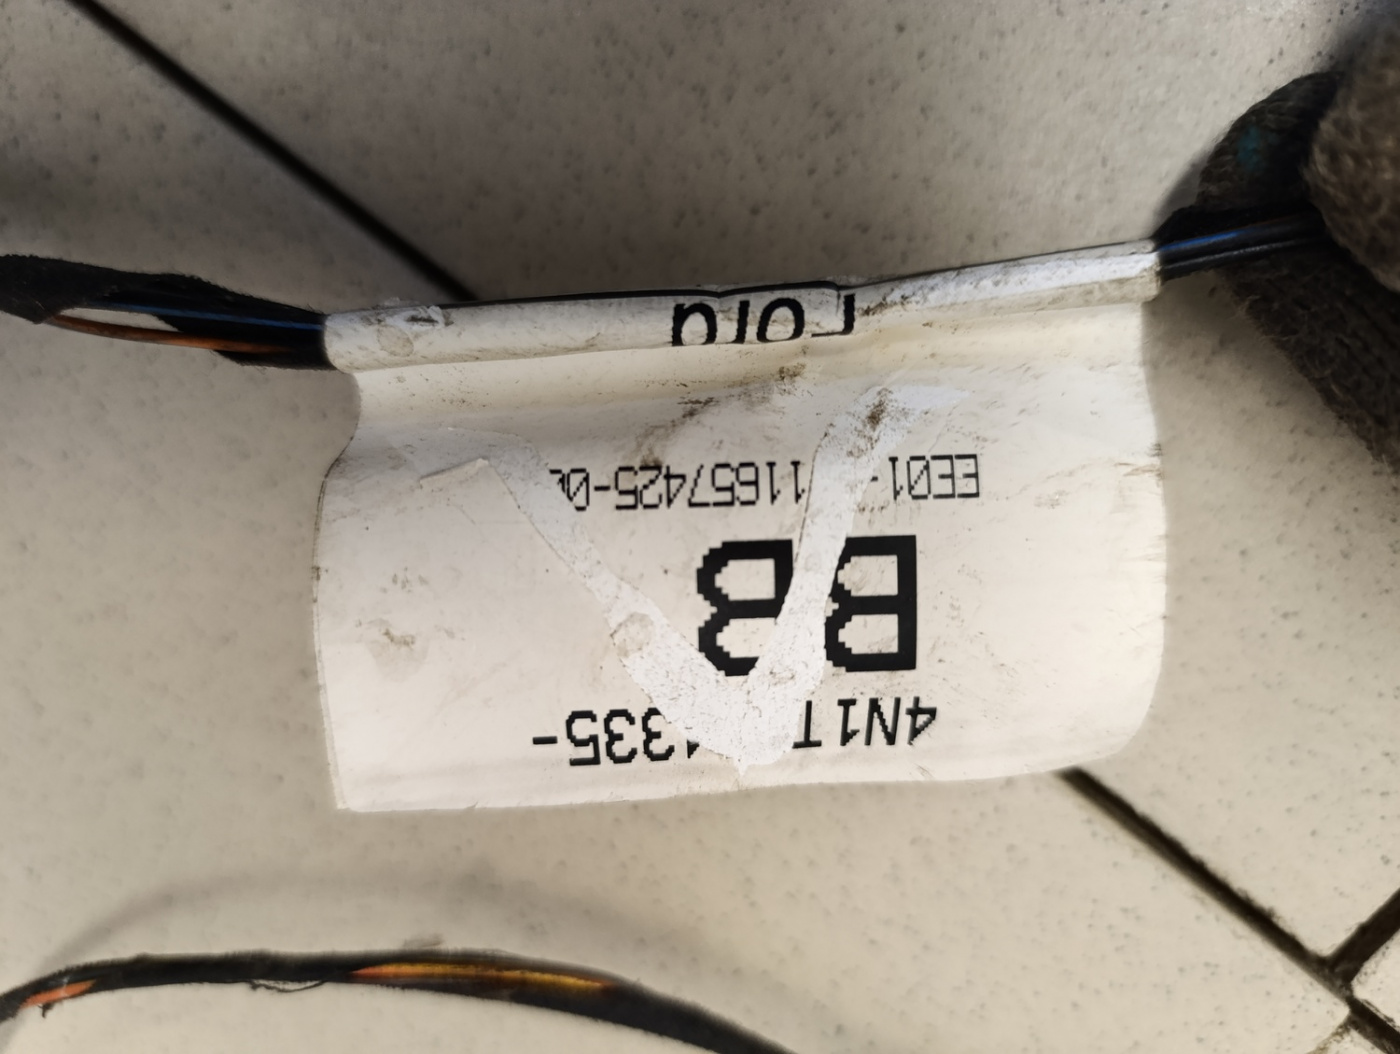 4N1T 335-
BB
EE01-11657425-0
Ford